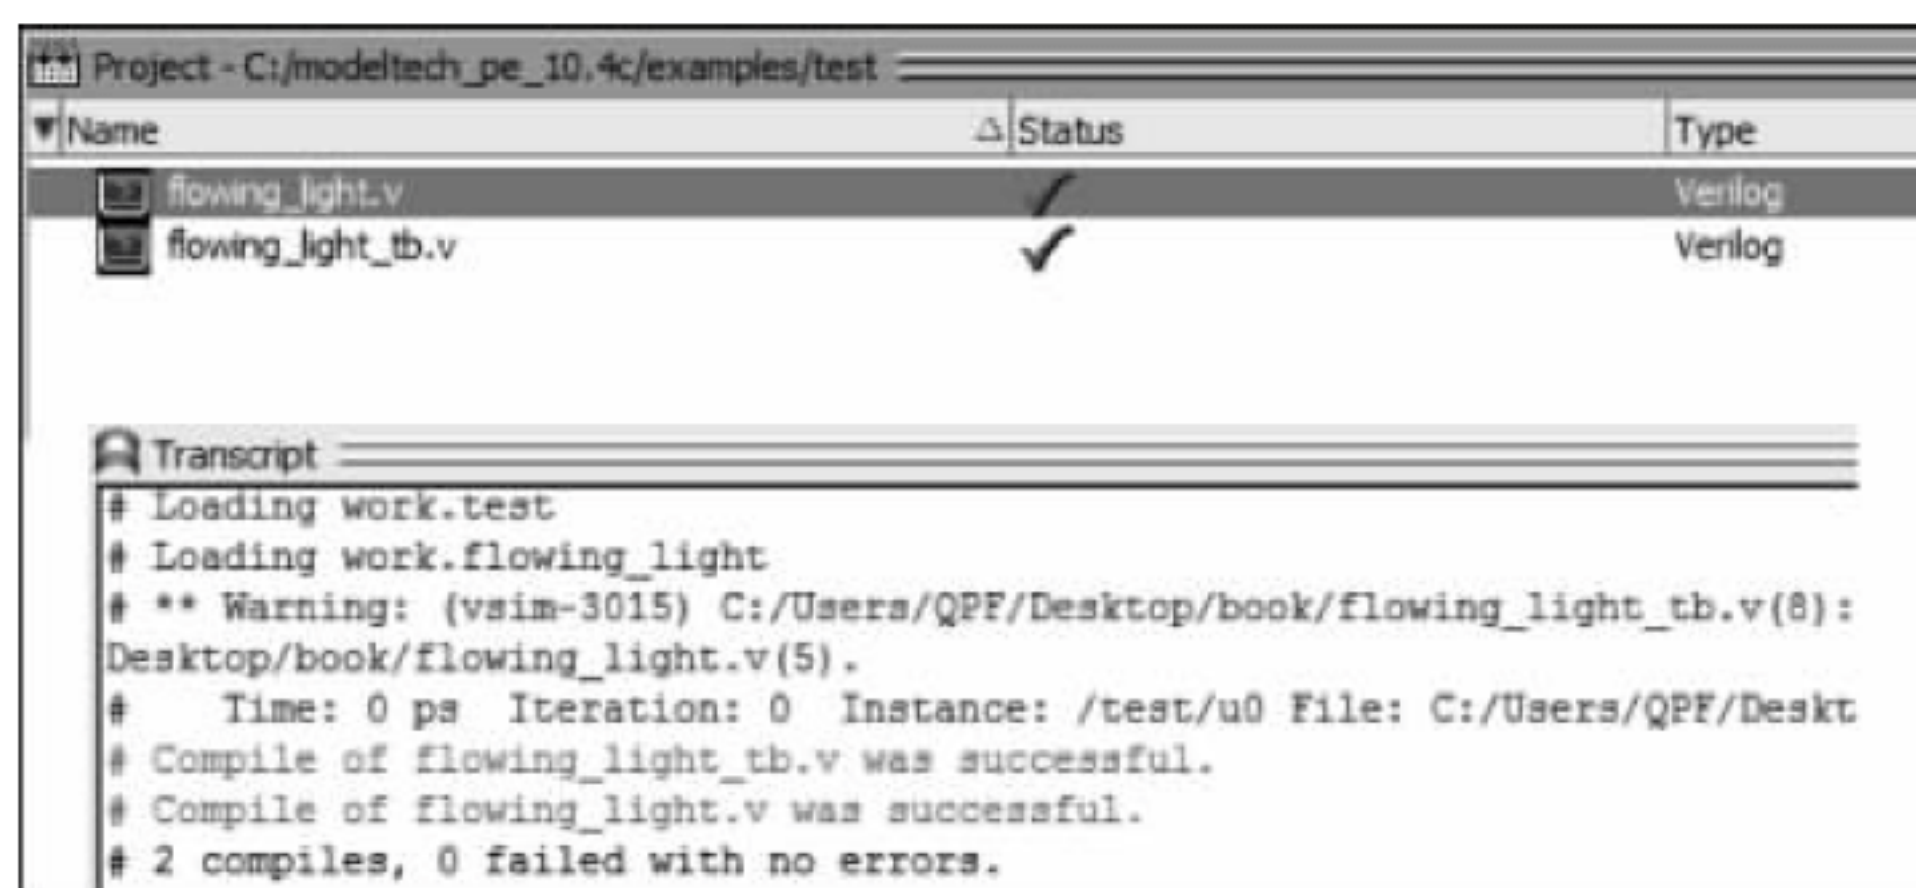 Project - C:/modeltech_pe_10.4c/examples/test
Name Status Type
flowing_light.v Verilog
flowing_light_tb.v Verilog
Transcript
# Loading work.test
# Loading work.flowing_light
# ** Warning: (vsim-3015) C:/Users/QPF/Desktop/book/flowing_light_tb.v(8):
Desktop/book/flowing_light.v(5).
# Time: 0 ps Iteration: 0 Instance: /test/u0 File: C:/Users/QPF/Deskt
# Compile of flowing_light_tb.v was successful.
# Compile of flowing_light.v was successful.
# 2 compiles, 0 failed with no errors.